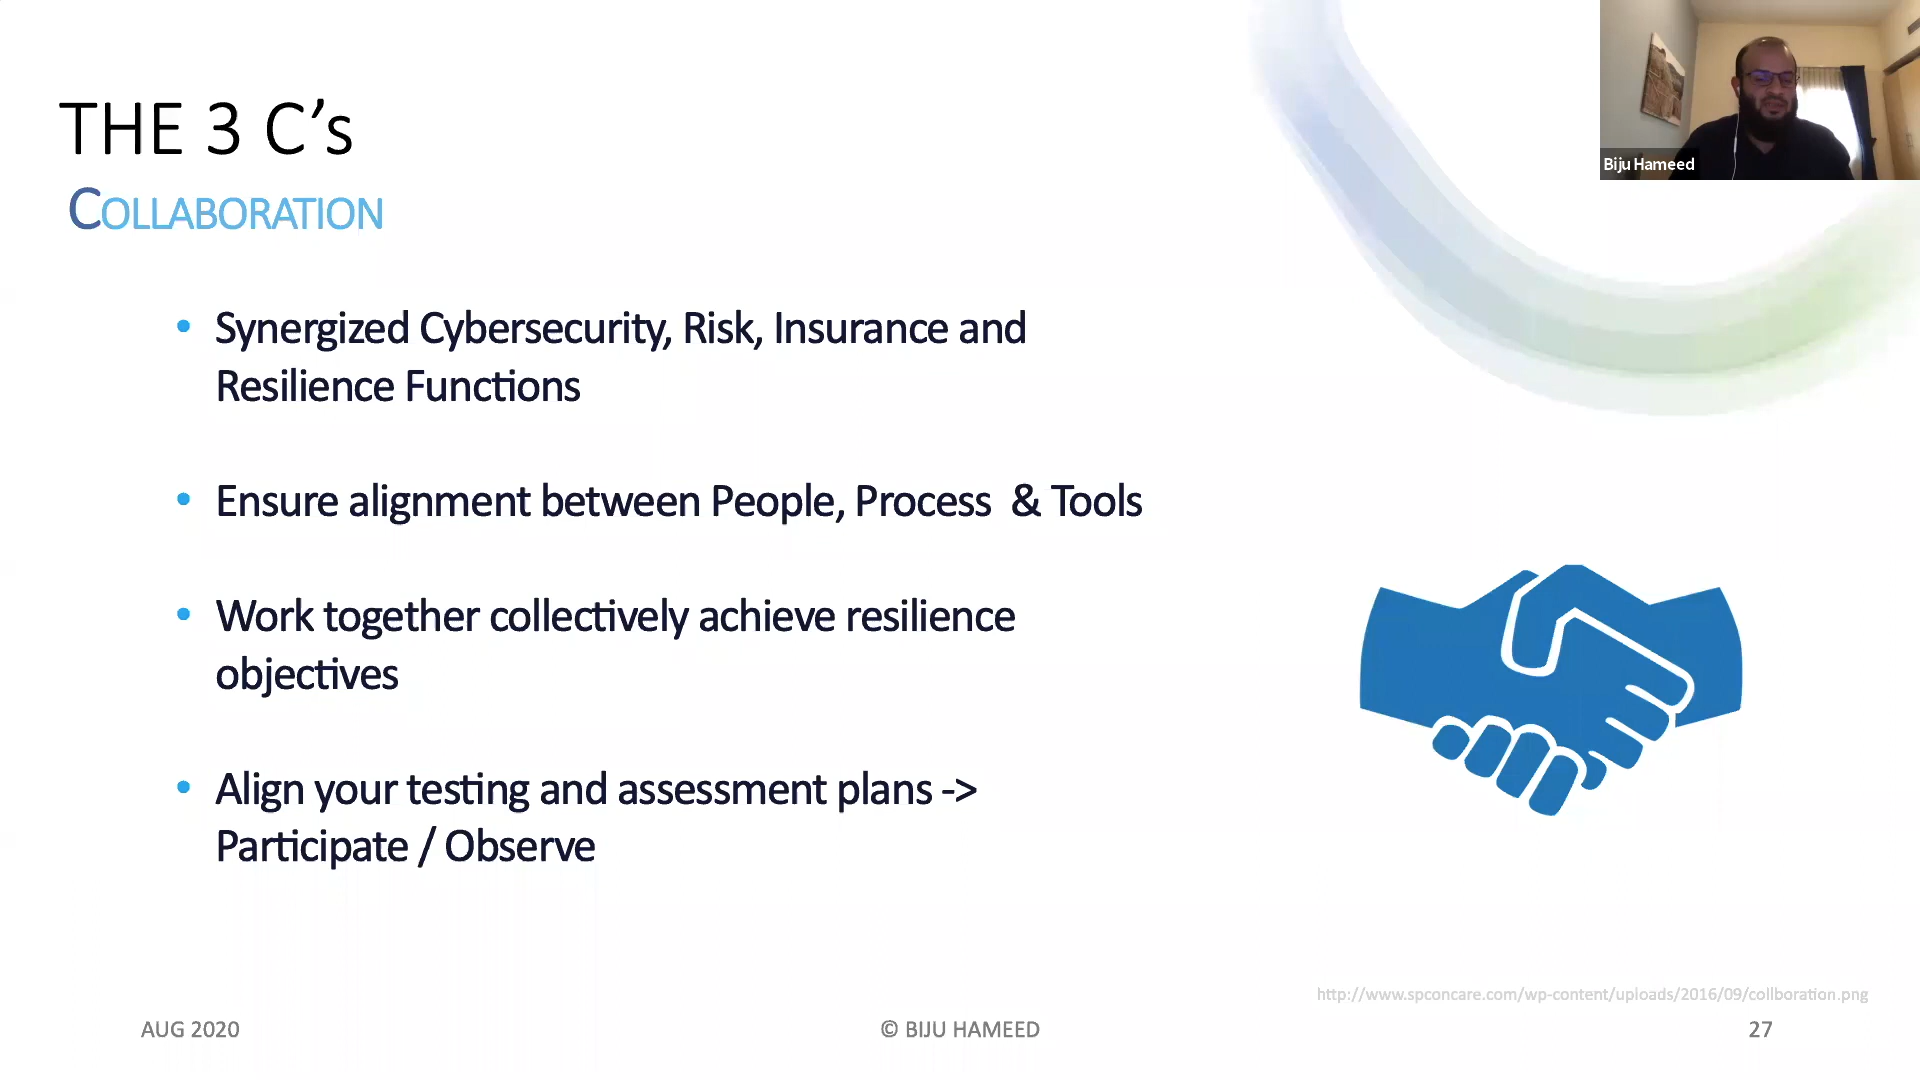 THE 3 C’s
COLLABORATION
Biju Hameed
• Synergized Cybersecurity, Risk, Insurance and
Resilience Functions
• Ensure alignment between People, Process & Tools
• Work together collectively achieve resilience
objectives
• Align your testing and assessment plans ->
Participate / Observe
http://www.spconcare.com/wp-content/uploads/2016/09/collboration.png
AUG 2020
© BIJU HAMEED
27